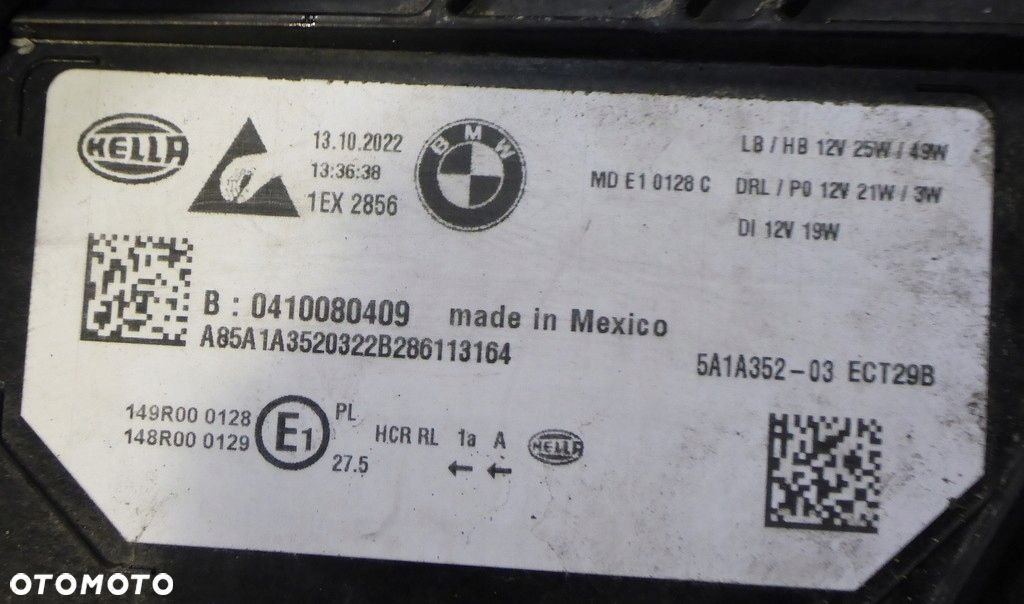 HELLA
13.10.2022
13:36:38
1EX 2856
BMW
MD E1 0128 C
LB / HB 12V 25W / 49W
DRL / PO 12V 21W / 3W
DI 12V 19W
B : 0410080409 made in Mexico
A85A1A3520322B286113164
5A1A352-03 ECT29B
149R00 0128
148R00 0129
E1
PL
27.5
HCR RL 1a A
← ←
HELLA
OTOMOTO